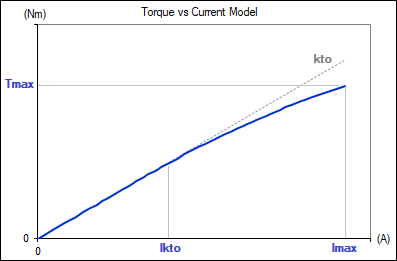 Torque vs Current Model
(Nm)
kto
Tmax
0
0
Ikto
Imax
(A)